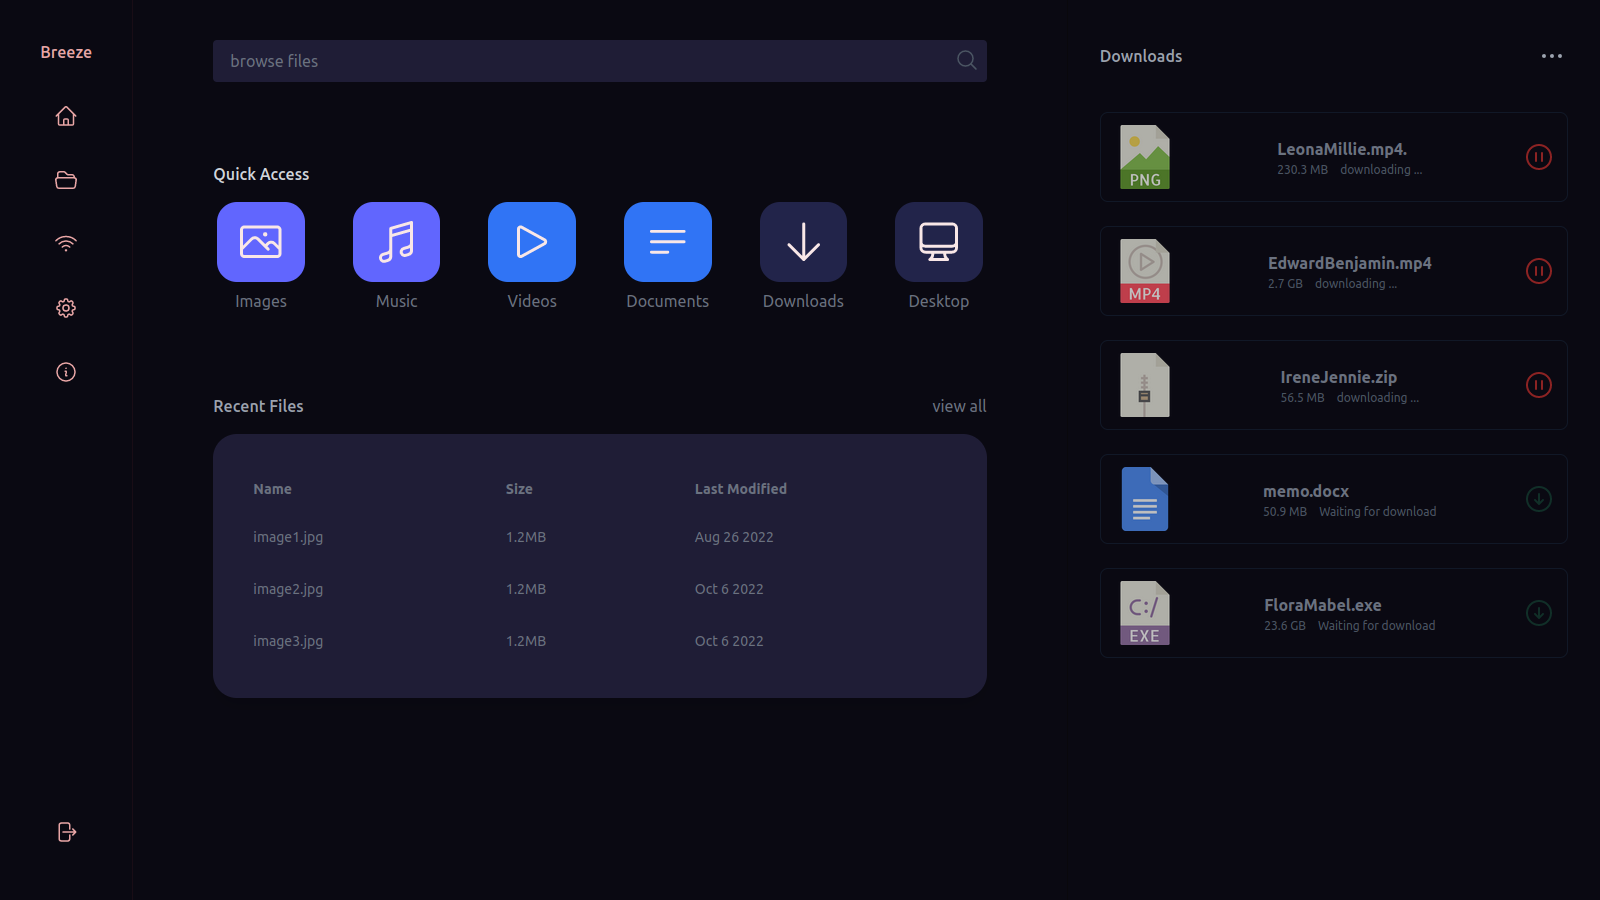 Breeze
browse files
Quick Access
Images Music Videos Documents Downloads Desktop
Recent Files view all
Name Size Last Modified
image1.jpg 1.2MB Aug 26 2022
image2.jpg 1.2MB Oct 6 2022
image3.jpg 1.2MB Oct 6 2022
Downloads
PNG
LeonaMillie.mp4.
230.3 MB downloading ...
MP4
EdwardBenjamin.mp4
2.7 GB downloading ...
IreneJennie.zip
56.5 MB downloading ...
memo.docx
50.9 MB Waiting for download
C:/
EXE
FloraMabel.exe
23.6 GB Waiting for download